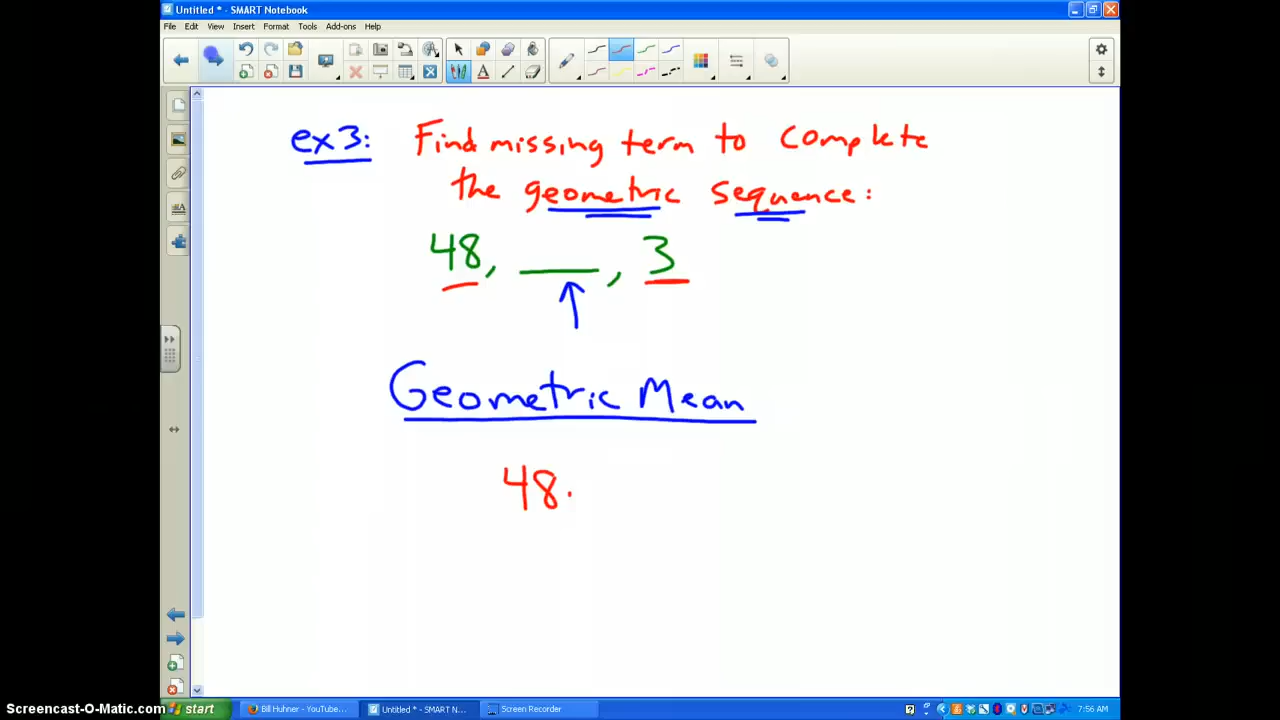 Untitled * - SMART Notebook
File Edit View Insert Format Tools Add-ons Help
ex 3: Find missing term to complete
the geometric sequence:
48, ____, 3
Geometric Mean
48.
Screencast-O-Matic.com
start Bill Huhner - YouTube... Untitled * - SMART N... Screen Recorder 7:56 AM